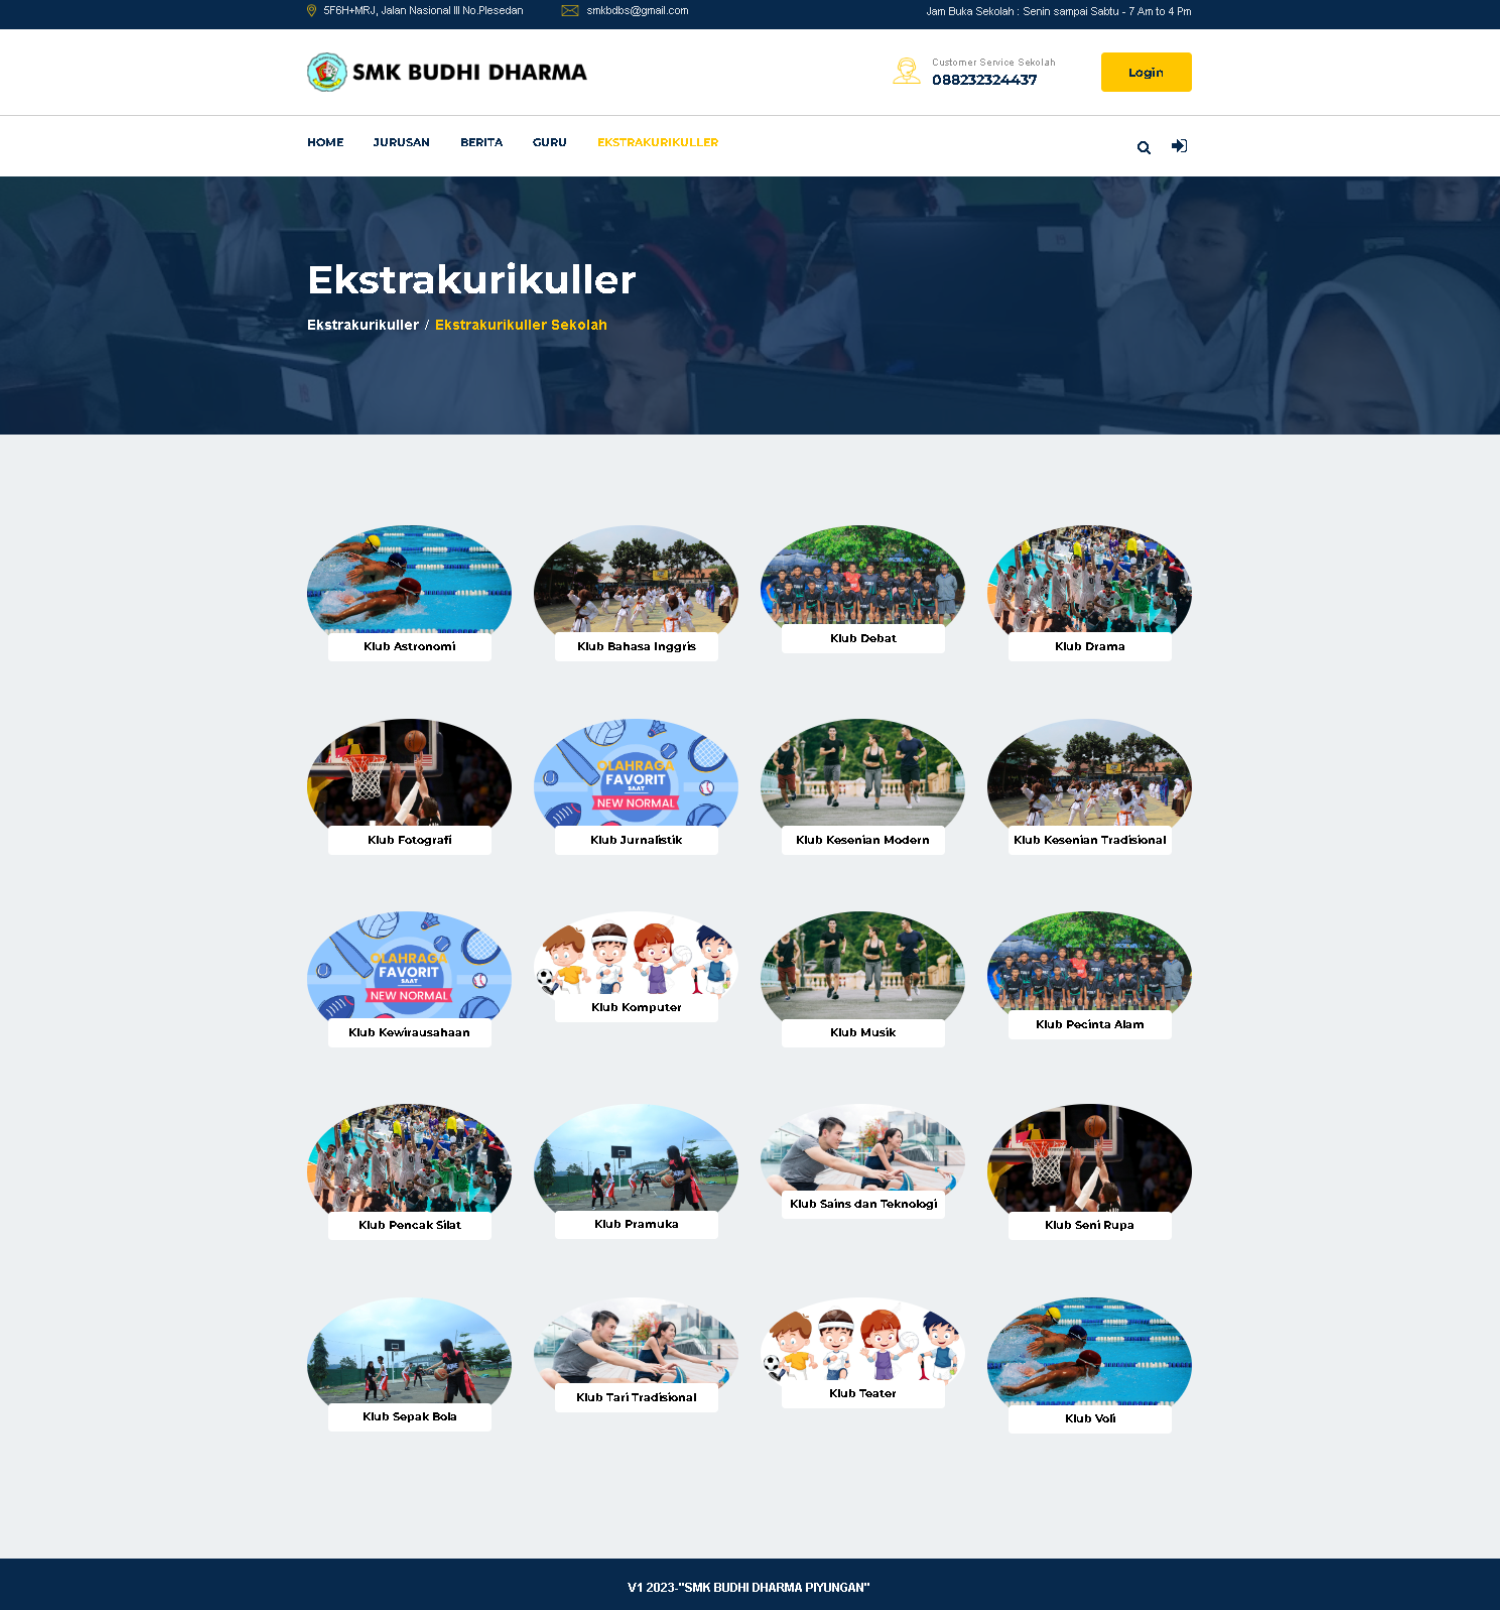 5F6H+MRJ, Jalan Nasional III No.Plesedan
smkbdbs@gmail.com
Jam Buka Sekolah : Senin sampai Sabtu - 7 Am to 4 Pm
SMK BUDHI DHARMA
Customer Service Sekolah
088232324437
Login
HOME JURUSAN BERITA GURU EKSTRAKURIKULLER
Ekstrakurikuller
Ekstrakurikuller / Ekstrakurikuller Sekolah
Klub Astronomi
Klub Bahasa Inggris
Klub Debat
Klub Drama
Klub Fotografi
OLAHRAGA
FAVORIT
SAAT
NEW NORMAL
Klub Jurnalistik
Klub Kesenian Modern
Klub Kesenian Tradisional
OLAHRAGA
FAVORIT
SAAT
NEW NORMAL
Klub Kewirausahaan
Klub Komputer
Klub Musik
Klub Pecinta Alam
Klub Pencak Silat
Klub Pramuka
Klub Sains dan Teknologi
Klub Seni Rupa
Klub Sepak Bola
Klub Tari Tradisional
Klub Teater
Klub Voli
V1 2023-"SMK BUDHI DHARMA PIYUNGAN"